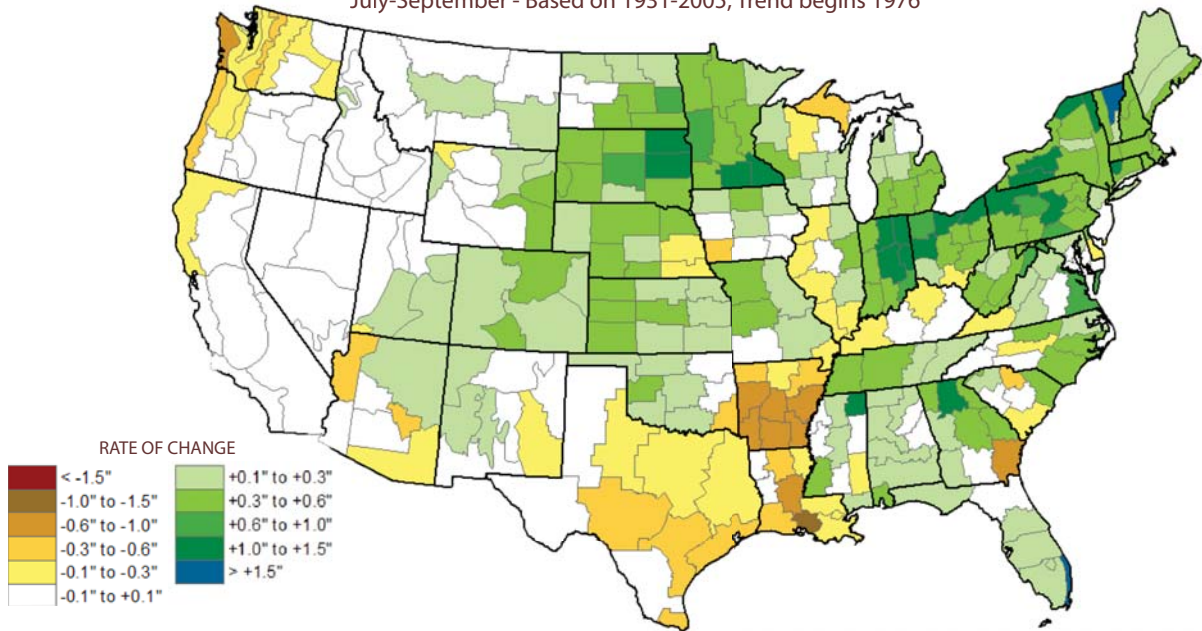 July-September - Based on 1931-2005, Trend begins 1976
RATE OF CHANGE
< -1.5"
-1.0" to -1.5"
-0.6" to -1.0"
-0.3" to -0.6"
-0.1" to -0.3"
-0.1" to +0.1"
+0.1" to +0.3"
+0.3" to +0.6"
+0.6" to +1.0"
+1.0" to +1.5"
> +1.5"